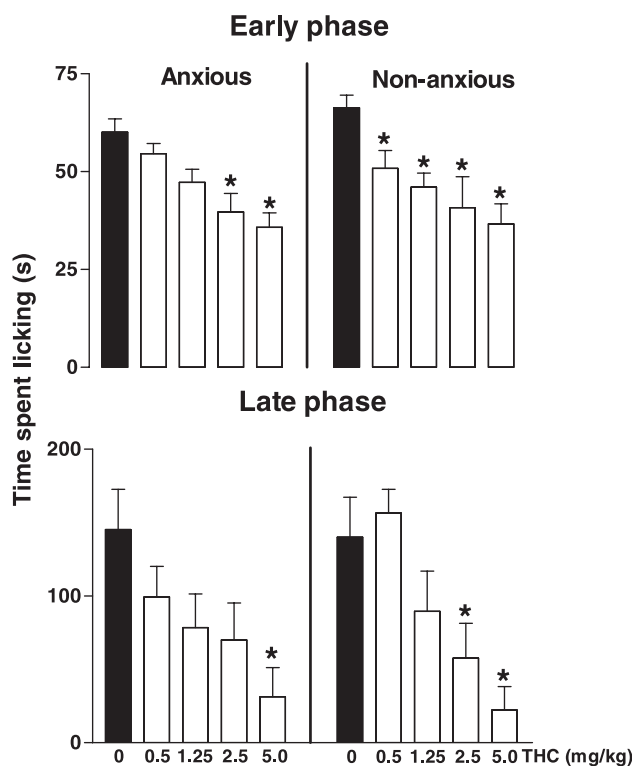 Early phase
75
Anxious
Non-anxious
50
* * * * * *
25
0
Time spent licking (s)
Late phase
200
100
* * *
0
0 0.5 1.25 2.5 5.0 0 0.5 1.25 2.5 5.0 THC (mg/kg)